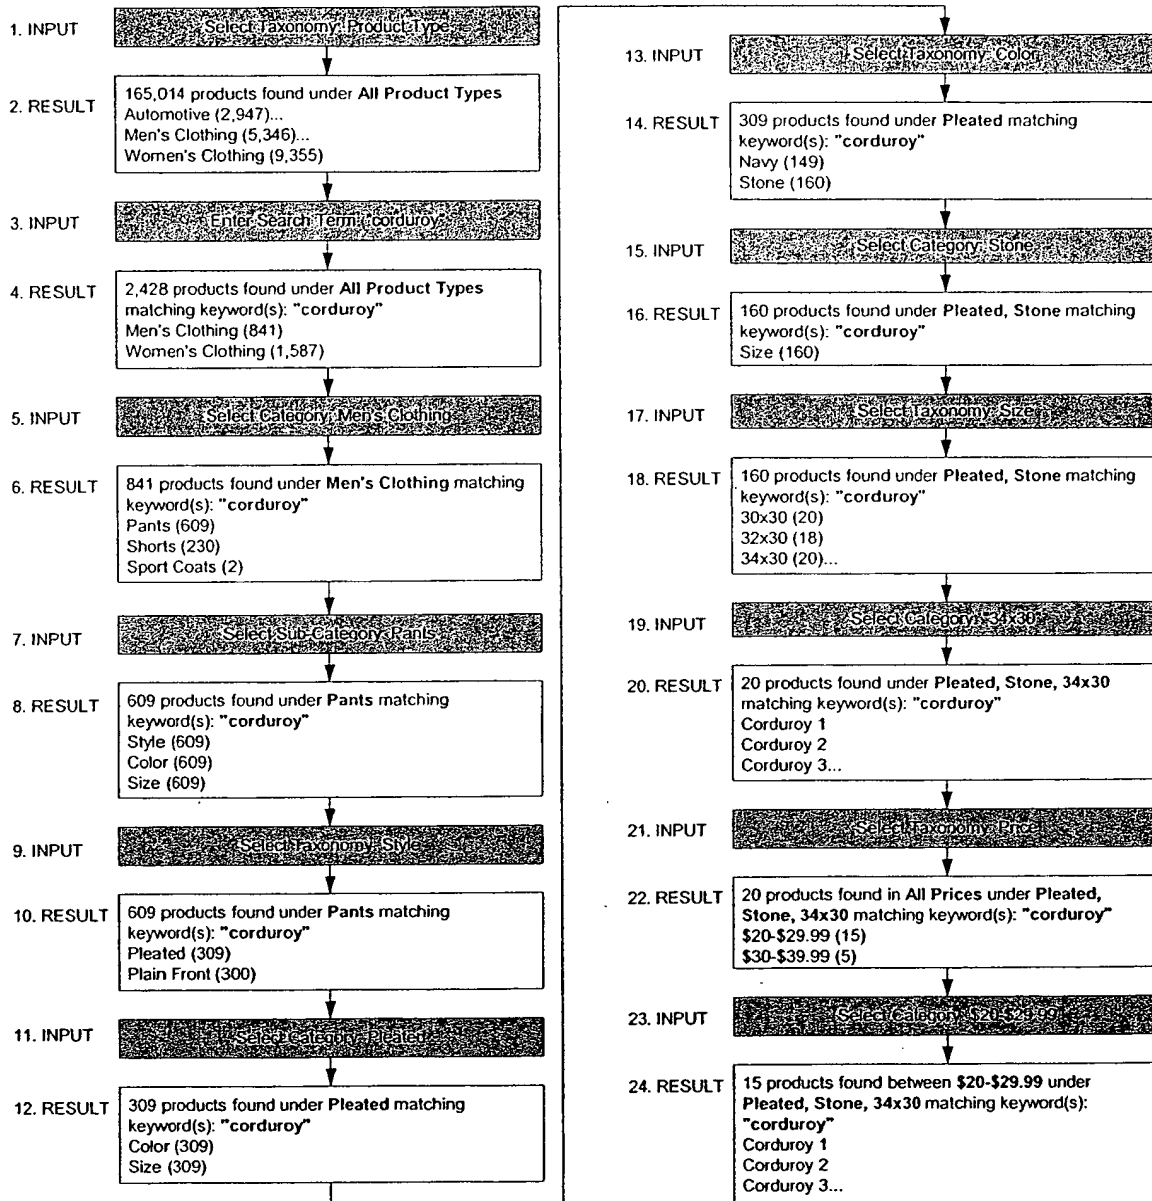 1. INPUT
Select Taxonomy: Product Type
2. RESULT
165,014 products found under All Product Types
Automotive (2,947)...
Men's Clothing (5,346)...
Women's Clothing (9,355)
3. INPUT
Enter Search Term: "corduroy"
4. RESULT
2,428 products found under All Product Types
matching keyword(s): "corduroy"
Men's Clothing (841)
Women's Clothing (1,587)
5. INPUT
Select Category: Men's Clothing
6. RESULT
841 products found under Men's Clothing matching
keyword(s): "corduroy"
Pants (609)
Shorts (230)
Sport Coats (2)
7. INPUT
Select Sub-Category: Pants
8. RESULT
609 products found under Pants matching
keyword(s): "corduroy"
Style (609)
Color (609)
Size (609)
9. INPUT
Select Taxonomy: Style
10. RESULT
609 products found under Pants matching
keyword(s): "corduroy"
Pleated (309)
Plain Front (300)
11. INPUT
Select Category: Pleated
12. RESULT
309 products found under Pleated matching
keyword(s): "corduroy"
Color (309)
Size (309)
13. INPUT
Select Taxonomy: Color
14. RESULT
309 products found under Pleated matching
keyword(s): "corduroy"
Navy (149)
Stone (160)
15. INPUT
Select Category: Stone
16. RESULT
160 products found under Pleated, Stone matching
keyword(s): "corduroy"
Size (160)
17. INPUT
Select Taxonomy: Size
18. RESULT
160 products found under Pleated, Stone matching
keyword(s): "corduroy"
30x30 (20)
32x30 (18)
34x30 (20)...
19. INPUT
Select Category: 34x30
20. RESULT
20 products found under Pleated, Stone, 34x30
matching keyword(s): "corduroy"
Corduroy 1
Corduroy 2
Corduroy 3...
21. INPUT
Select Taxonomy: Price
22. RESULT
20 products found in All Prices under Pleated,
Stone, 34x30 matching keyword(s): "corduroy"
$20-$29.99 (15)
$30-$39.99 (5)
23. INPUT
Select Category: $20-$29.99
24. RESULT
15 products found between $20-$29.99 under
Pleated, Stone, 34x30 matching keyword(s):
"corduroy"
Corduroy 1
Corduroy 2
Corduroy 3...